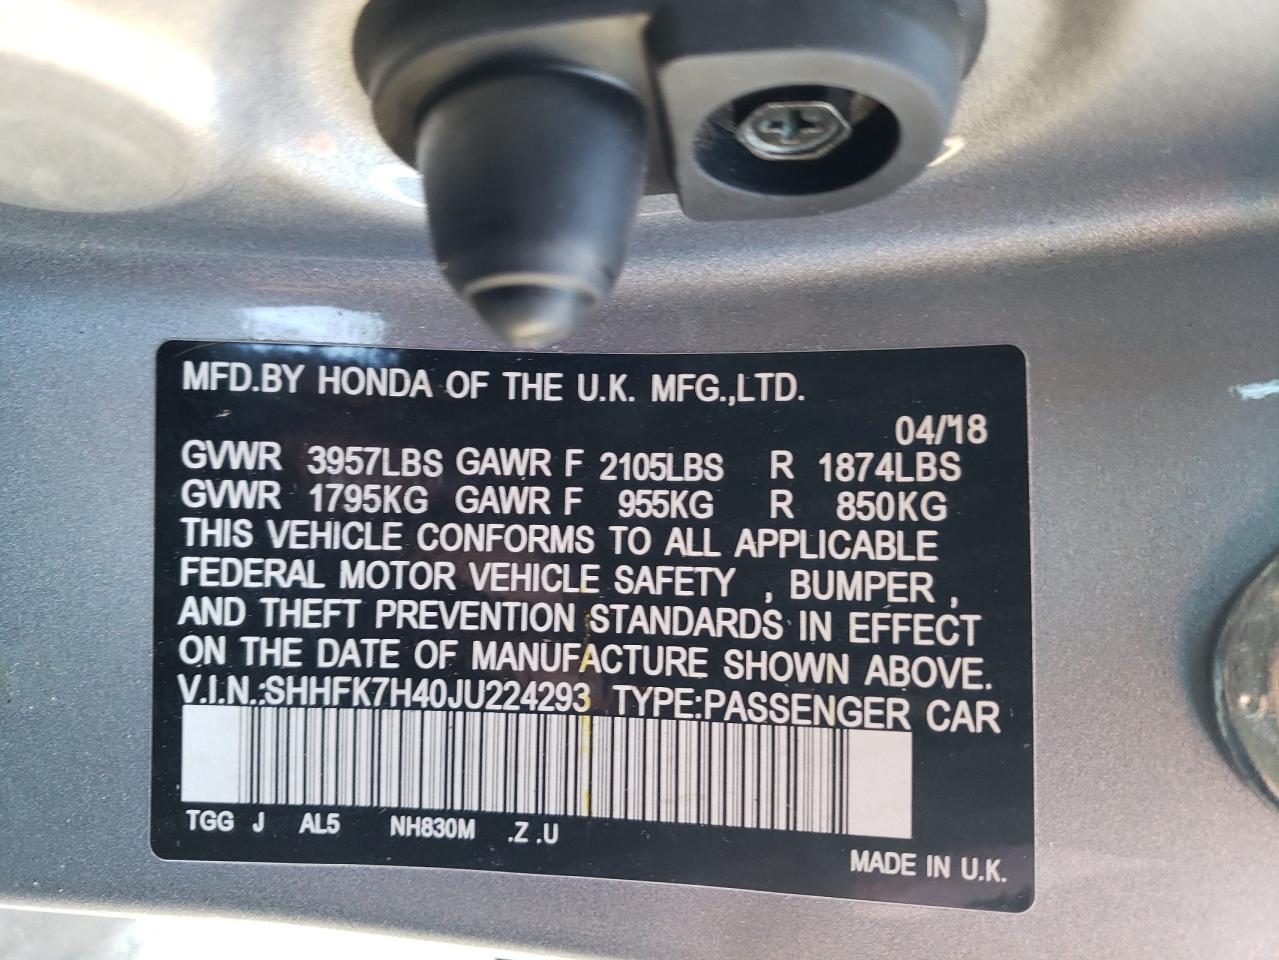 MFD.BY HONDA OF THE U.K. MFG.,LTD.
04/18
GVWR 3957LBS GAWR F 2105LBS R 1874LBS
GVWR 1795KG GAWR F 955KG R 850KG
THIS VEHICLE CONFORMS TO ALL APPLICABLE
FEDERAL MOTOR VEHICLE SAFETY , BUMPER ,
AND THEFT PREVENTION STANDARDS IN EFFECT
ON THE DATE OF MANUFACTURE SHOWN ABOVE.
V.I.N.:SHHFK7H40JU224293 TYPE:PASSENGER CAR
TGG J AL5 NH830M .Z .U
MADE IN U.K.